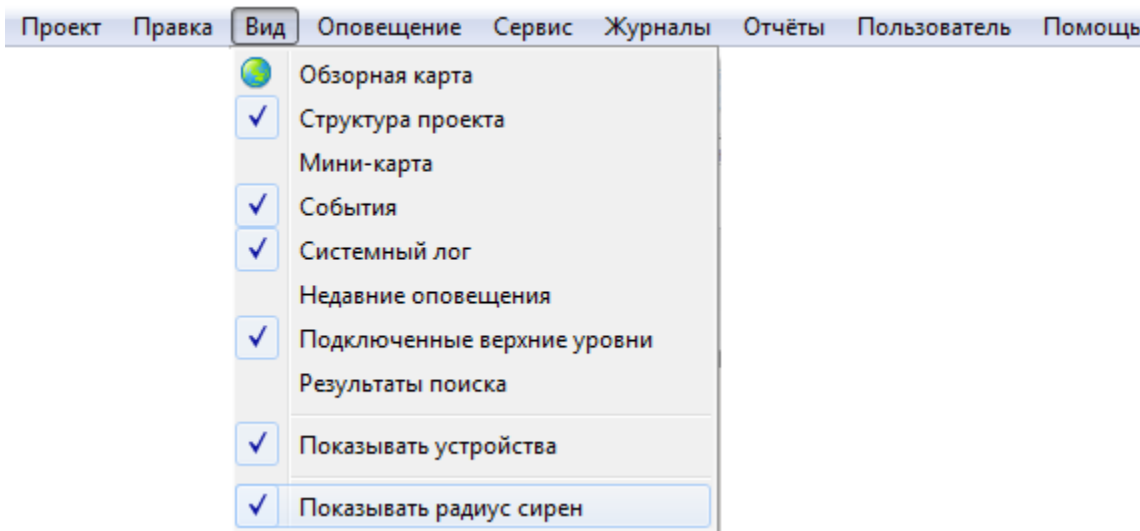 Проект Правка Вид Оповещение Сервис Журналы Отчёты Пользователь Помощь
Обзорная карта
Структура проекта
Мини-карта
События
Системный лог
Недавние оповещения
Подключенные верхние уровни
Результаты поиска
Показывать устройства
Показывать радиус сирен